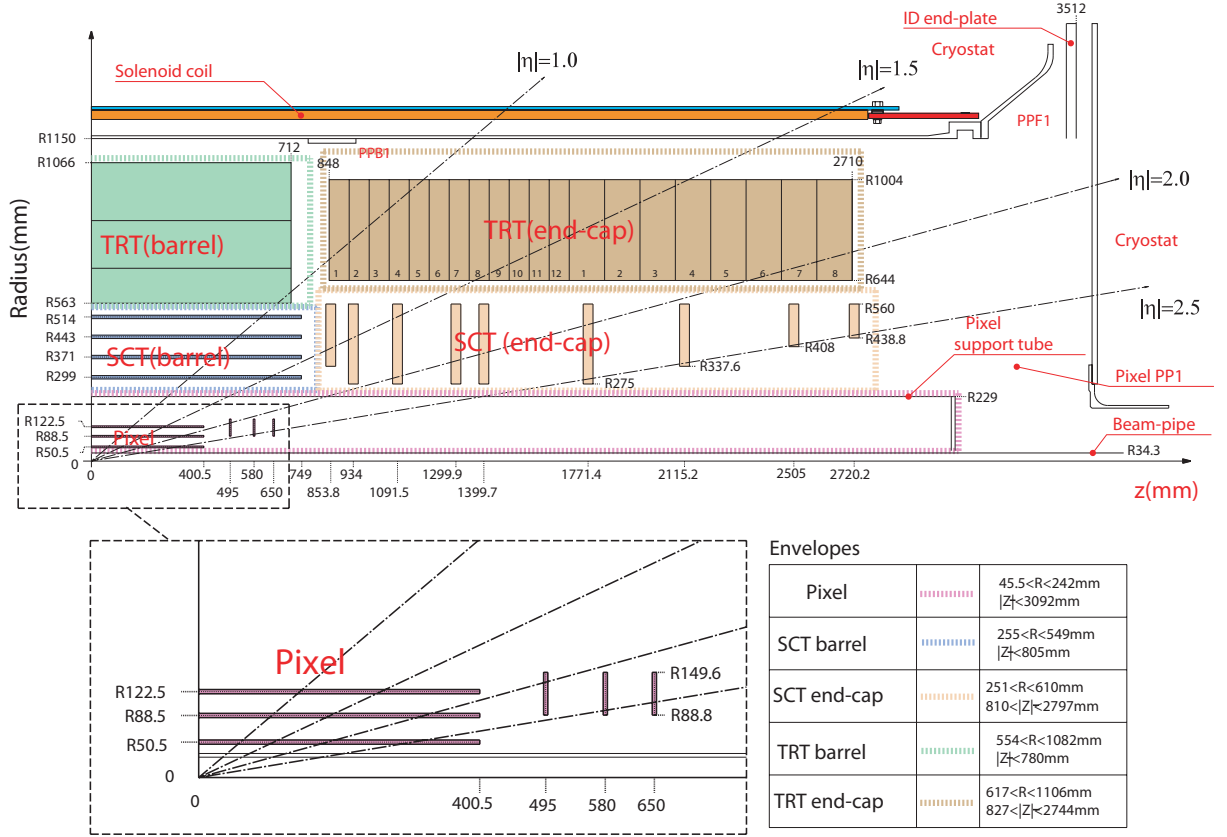 3512
ID end-plate
Cryostat
|η|=1.0
|η|=1.5
Solenoid coil
PPF1
R1150
712
PPB1
R1066
848
2710
R1004
|η|=2.0
TRT(barrel)
TRT(end-cap)
Cryostat
Radius(mm)
1 2 3 4 5 6 7 8 9 10 11 12 1 2 3 4 5 6 7 8
R644
R563
R560
|η|=2.5
R514
R443
SCT(barrel)
SCT (end-cap)
R438.8
R408
Pixel
support tube
R371
R337.6
R299
R275
Pixel PP1
R229
R122.5
R88.5
Pixel
R50.5
Beam-pipe
R34.3
0
0
400.5
580
749
934
1299.9
1771.4
2115.2
2505
2720.2
495
650
853.8
1091.5
1399.7
z(mm)
Pixel
R122.5
R149.6
R88.5
R88.8
R50.5
0
0
400.5
495
580
650
Envelopes
Pixel
45.5<R<242mm
|Z|<3092mm
SCT barrel
255<R<549mm
|Z|<805mm
SCT end-cap
251<R<610mm
810<|Z|<2797mm
TRT barrel
554<R<1082mm
|Z|<780mm
TRT end-cap
617<R<1106mm
827<|Z|<2744mm